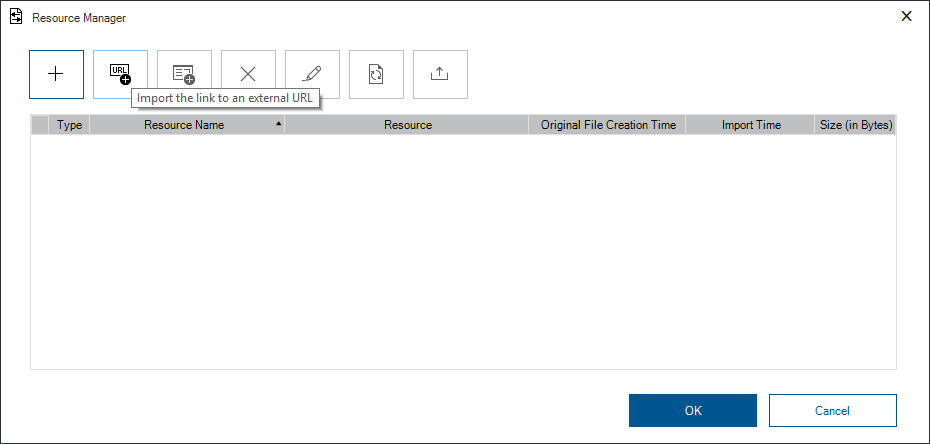 Resource Manager
URL
Import the link to an external URL
Type Resource Name Resource Original File Creation Time Import Time Size (in Bytes)
OK Cancel